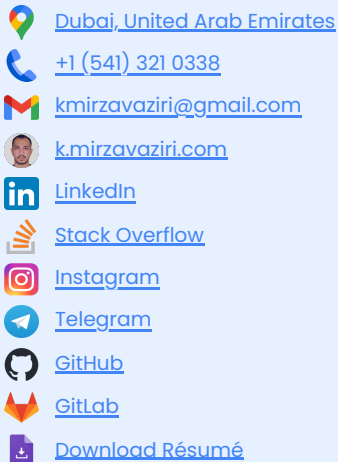 Dubai, United Arab Emirates
+1 (541) 321 0338
kmirzavaziri@gmail.com
k.mirzavaziri.com
LinkedIn
Stack Overflow
Instagram
Telegram
GitHub
GitLab
Download Résumé